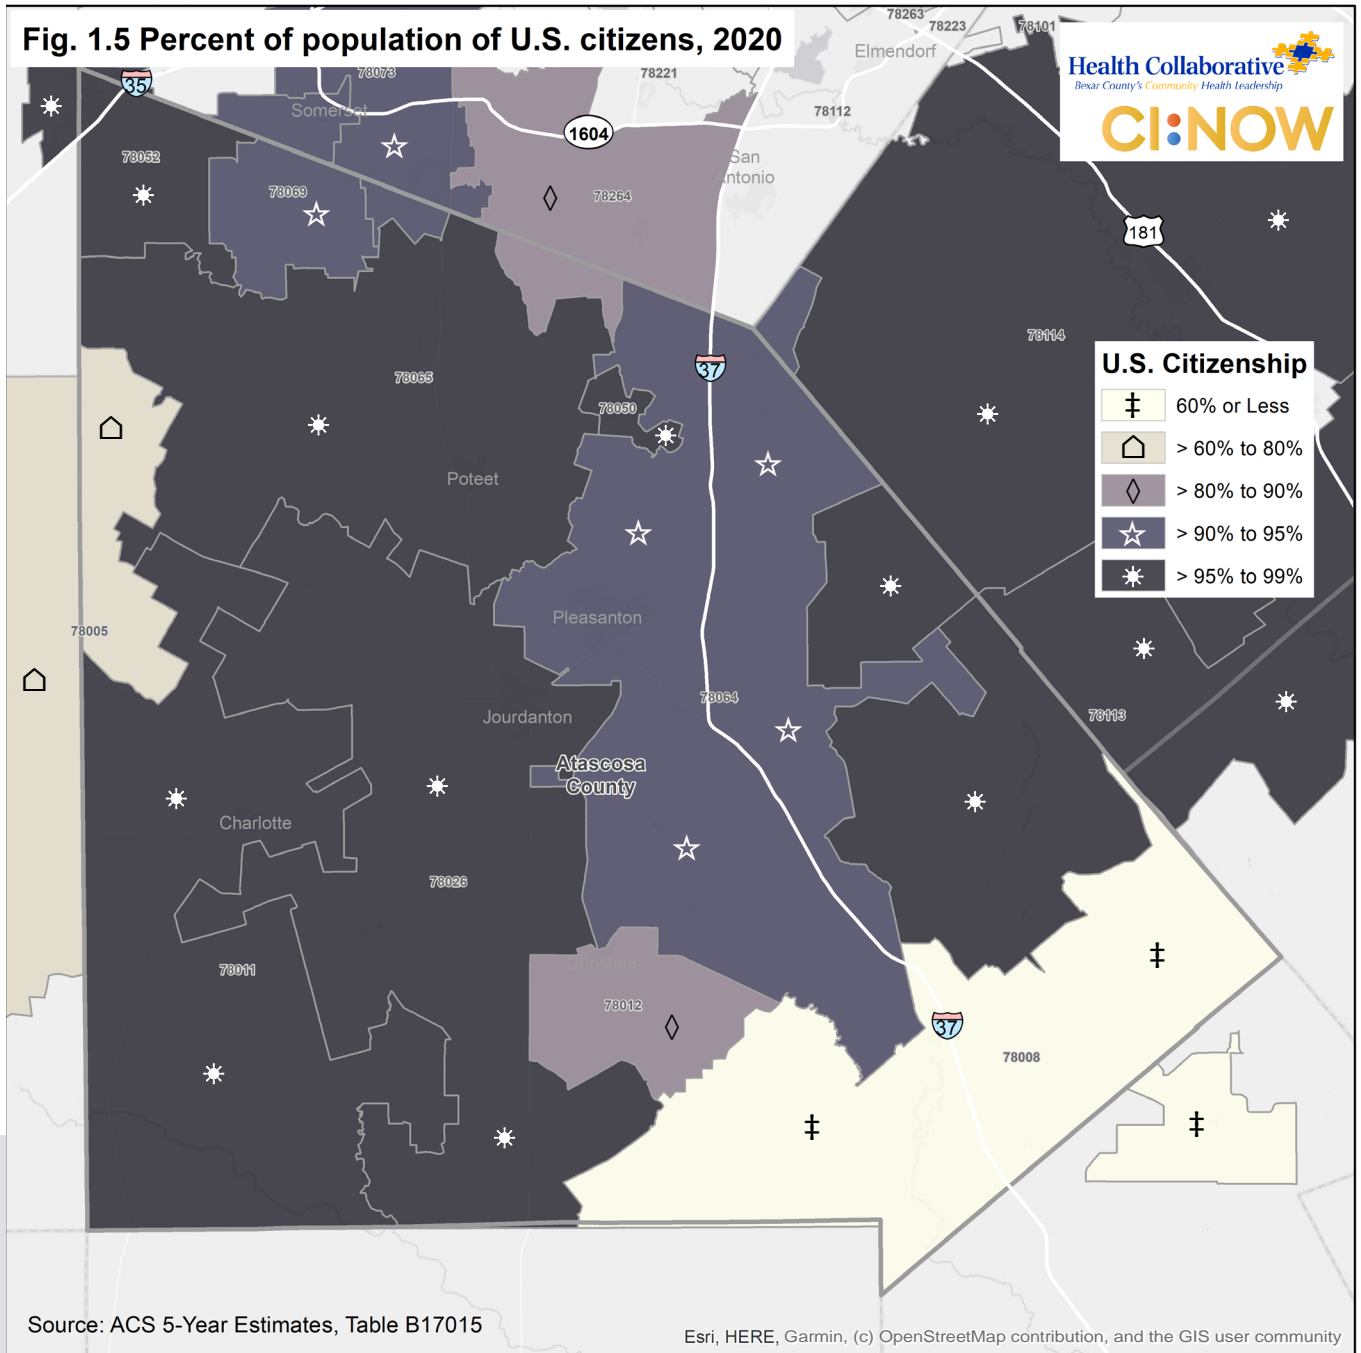 Fig. 1.5 Percent of population of U.S. citizens, 2020
78263
78223
78101
Elmendorf
Health Collaborative
Bexar County's Community Health Leadership
CI:NOW
35
78073
78221
Somerset
78112
1604
78052
San
Antonio
78069
78264
181
78114
U.S. Citizenship
60% or Less
> 60% to 80%
> 80% to 90%
> 90% to 95%
> 95% to 99%
37
78065
78050
Poteet
Pleasanton
78005
78064
Jourdanton
78113
Atascosa
County
Charlotte
78026
Christine
78011
78012
37
78008
Source: ACS 5-Year Estimates, Table B17015
Esri, HERE, Garmin, (c) OpenStreetMap contribution, and the GIS user community